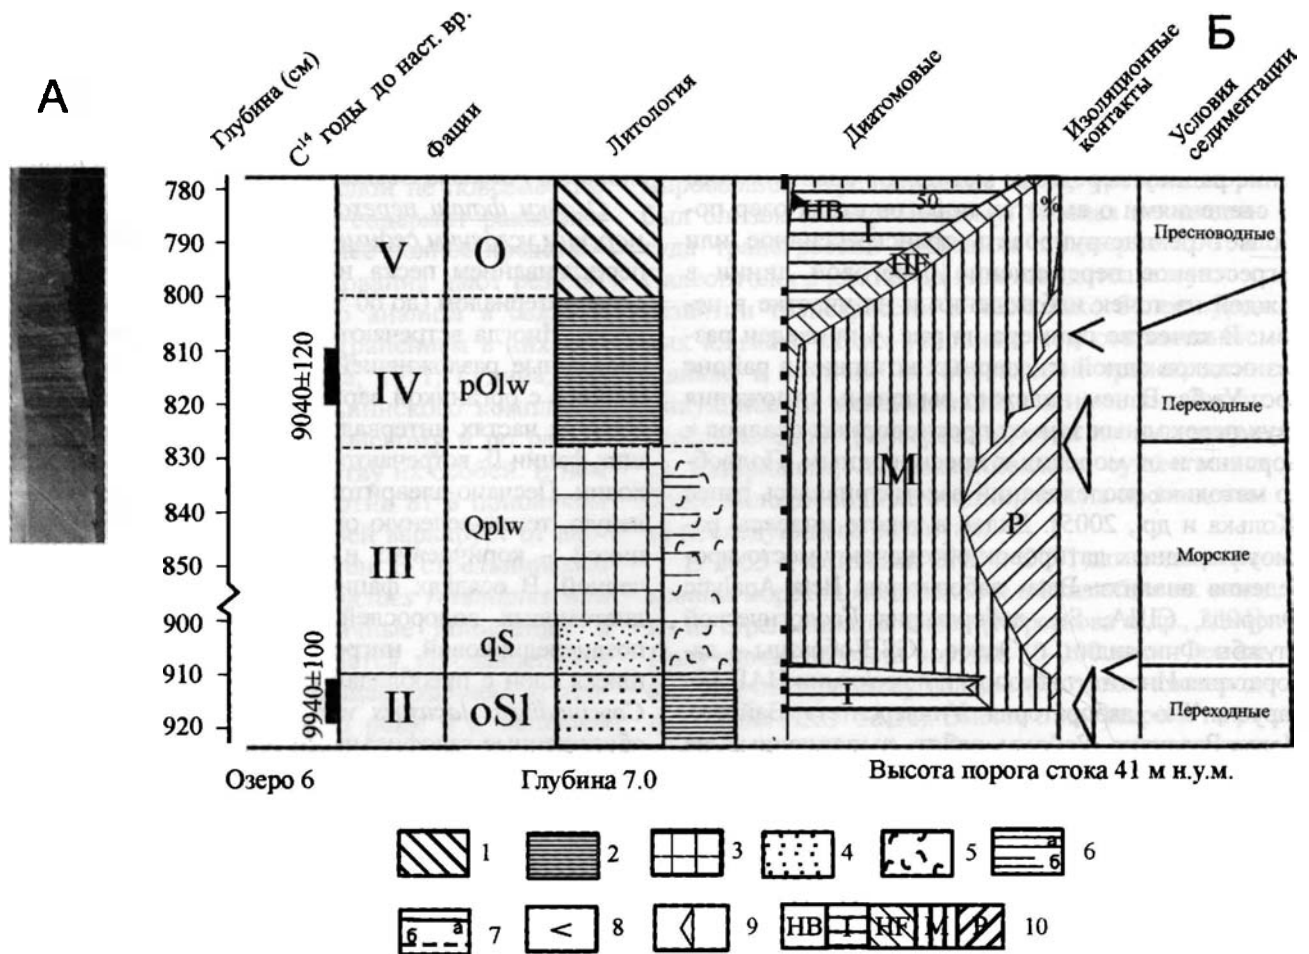 А
Б
Глубина (см)
С¹⁴ годы до наст. вр.
Фации
Литология
Диатомовые
Изоляционные контакты
Условия седиментации
780
790
800
810
820
830
840
850
900
910
920
9040±120
9940±100
V
IV
III
II
О
pOlw
Qplw
qS
oSl
HB
50
%
I
HF
M
P
I
Пресноводные
Переходные
Морские
Переходные
Озеро 6
Глубина 7.0
Высота порога стока 41 м н.у.м.
1
2
3
4
5
а
б
6
а
б
7
8
9
HB I HF M P 10